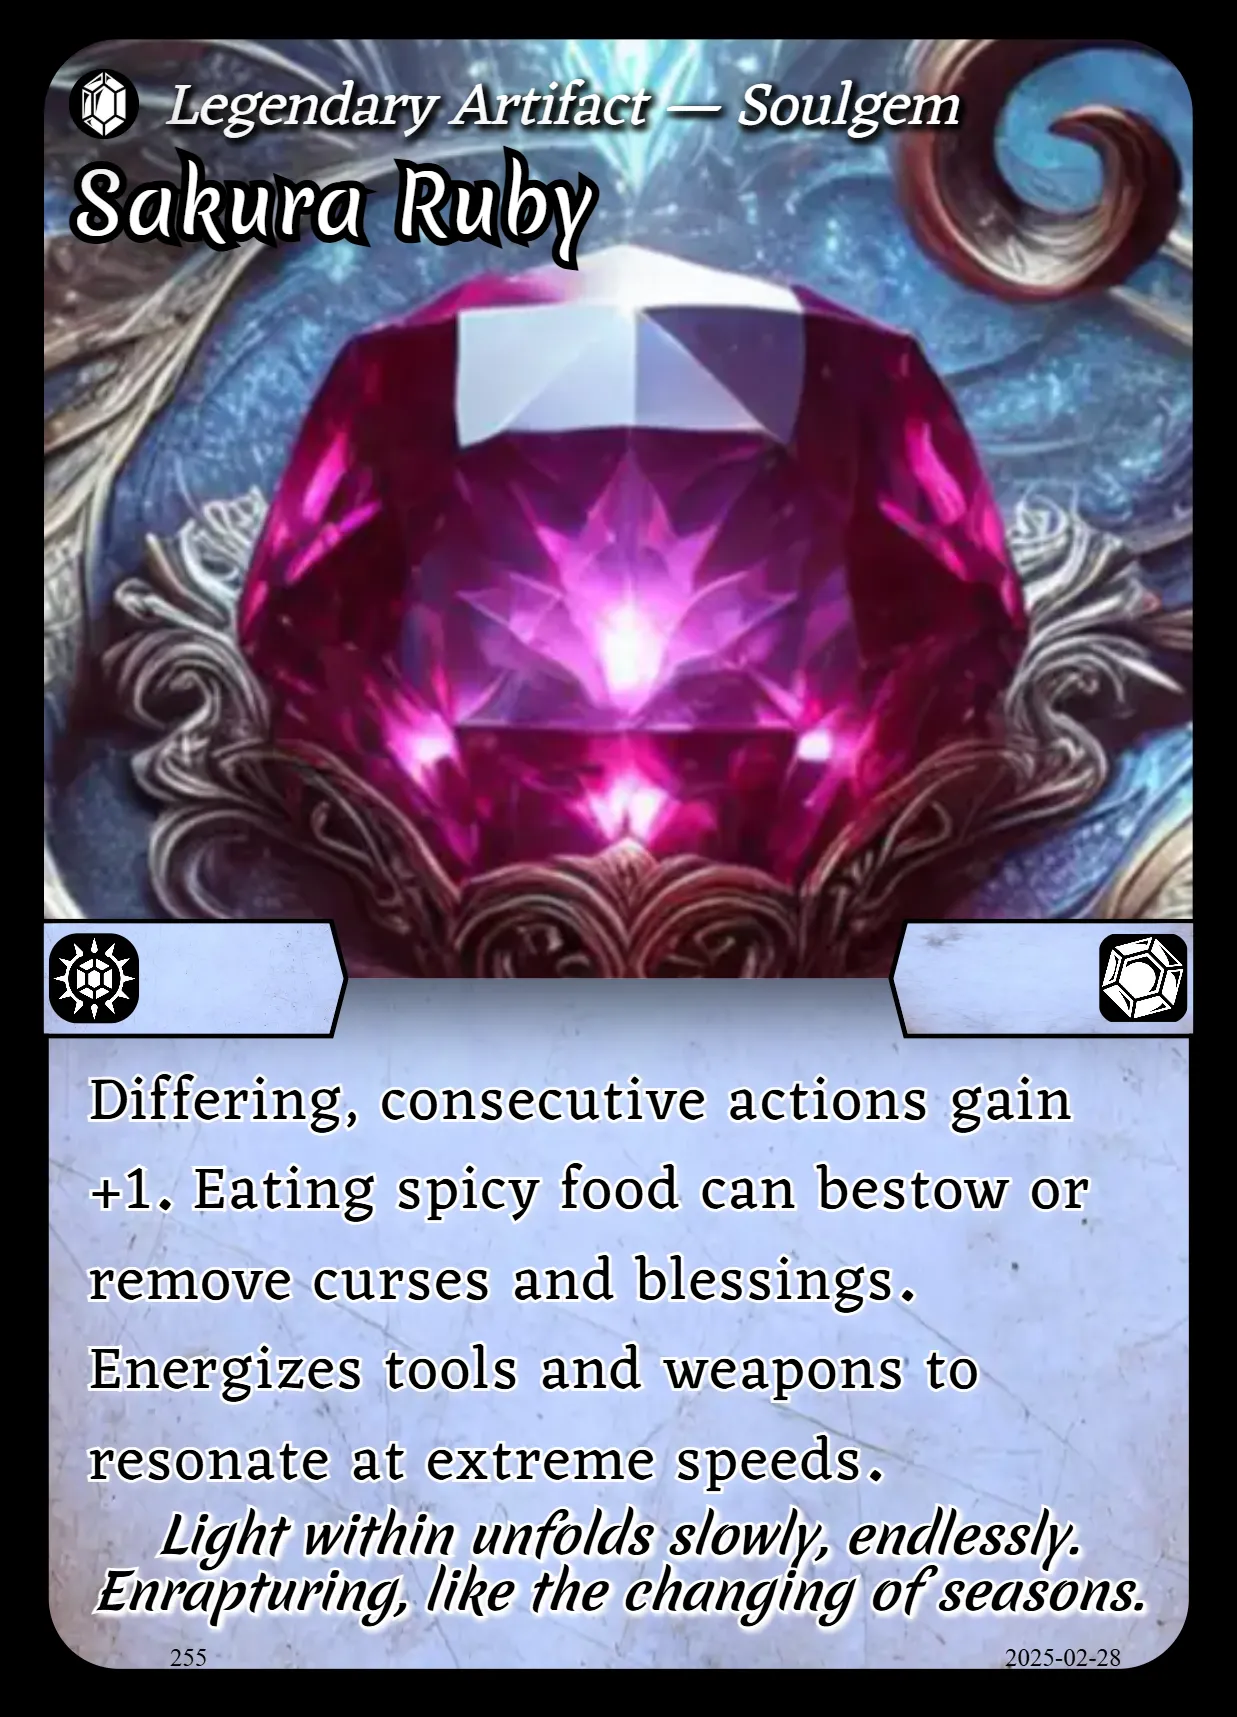 Legendary Artifact — Soulgem
Sakura Ruby
Differing, consecutive actions gain
+1. Eating spicy food can bestow or
remove curses and blessings.
Energizes tools and weapons to
resonate at extreme speeds.
Light within unfolds slowly, endlessly.
Enrapturing, like the changing of seasons.
255
2025-02-28